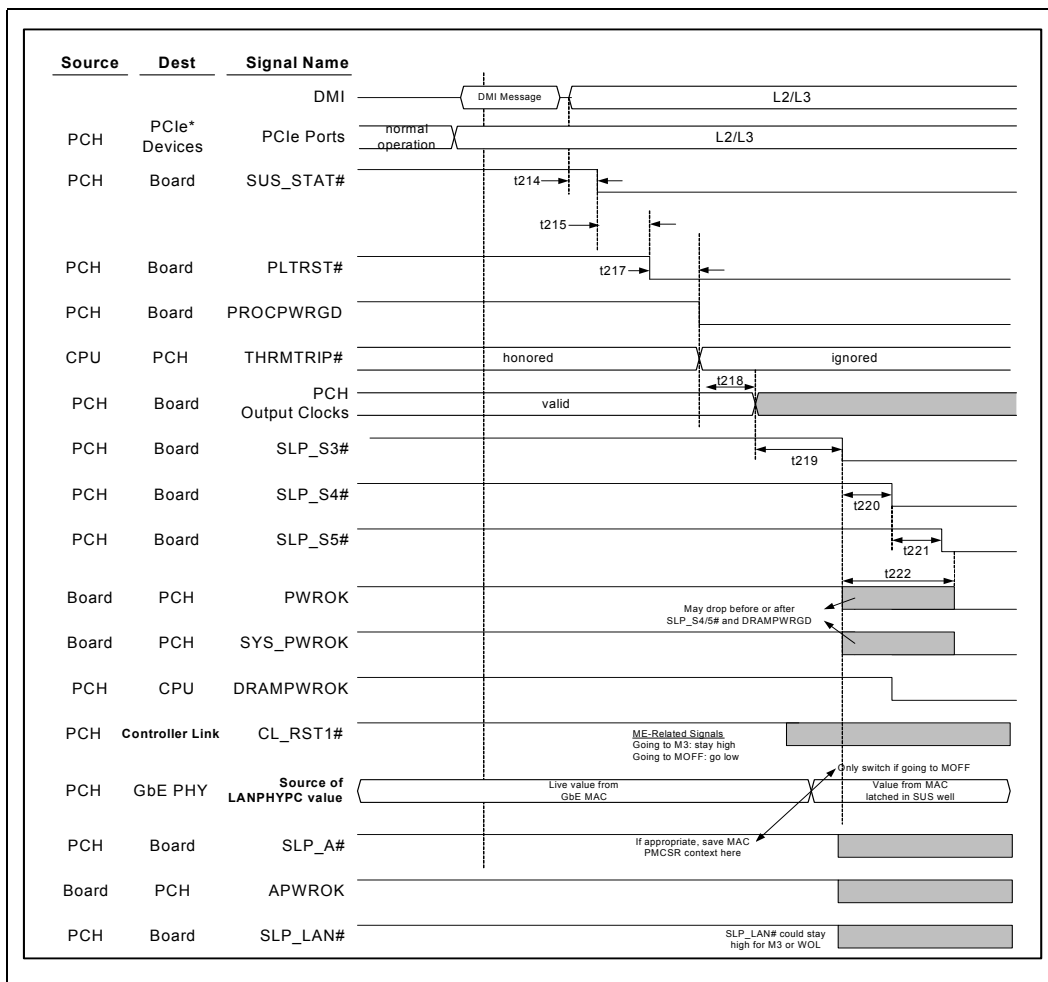 Source Dest Signal Name
DMI DMI Message L2/L3
PCH PCIe* Devices PCIe Ports normal operation L2/L3
PCH Board SUS_STAT#
t214
t215
PCH Board PLTRST#
t217
PCH Board PROCPWRGD
CPU PCH THRMTRIP# honored ignored
t218
PCH Board PCH Output Clocks valid
PCH Board SLP_S3#
t219
PCH Board SLP_S4#
t220
PCH Board SLP_S5#
t221
t222
Board PCH PWROK
May drop before or after
SLP_S4/5# and DRAMPWRGD
Board PCH SYS_PWROK
PCH CPU DRAMPWROK
PCH Controller Link CL_RST1#
ME-Related Signals
Going to M3: stay high
Going to MOFF: go low
Only switch if going to MOFF
PCH GbE PHY Source of LANPHYPC value
Live value from
GbE MAC
Value from MAC
latched in SUS well
If appropriate, save MAC
PMCSR context here
PCH Board SLP_A#
Board PCH APWROK
PCH Board SLP_LAN#
SLP_LAN# could stay
high for M3 or WOL